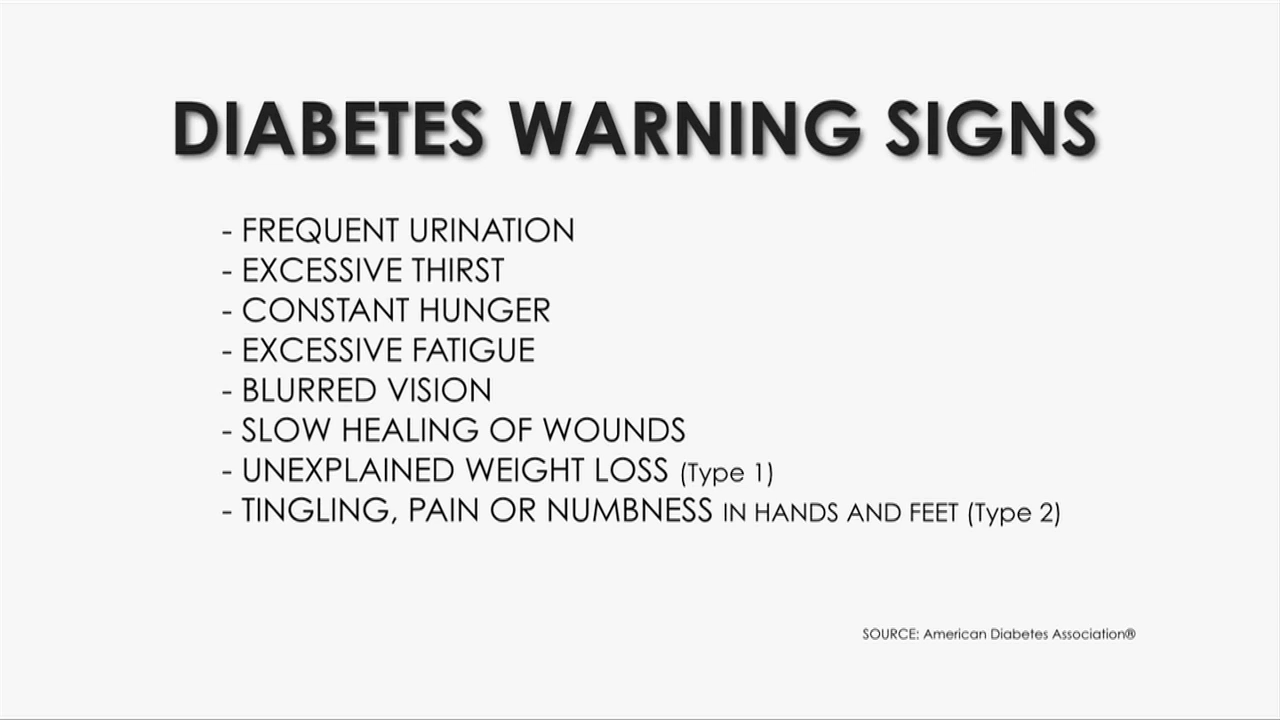 DIABETES WARNING SIGNS
- FREQUENT URINATION
- EXCESSIVE THIRST
- CONSTANT HUNGER
- EXCESSIVE FATIGUE
- BLURRED VISION
- SLOW HEALING OF WOUNDS
- UNEXPLAINED WEIGHT LOSS (Type 1)
- TINGLING, PAIN OR NUMBNESS IN HANDS AND FEET (Type 2)
SOURCE: American Diabetes Association®